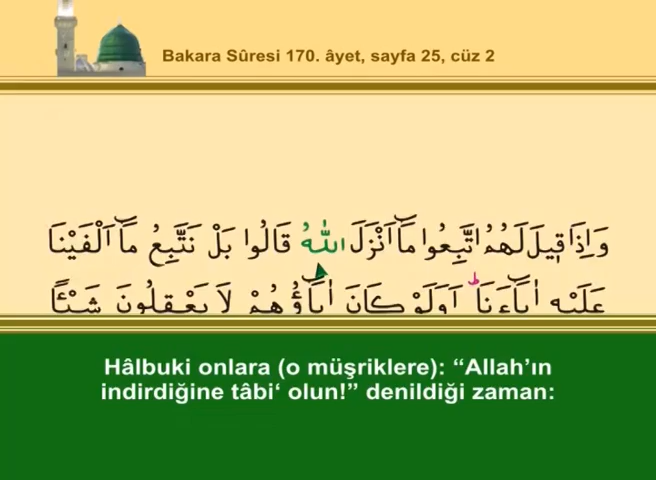 Bakara Sûresi 170. âyet, sayfa 25, cüz 2
وَاِذَا قٖيلَ لَهُمُ اتَّبِعُوا مَٓا اَنْزَلَ اللّٰهُ قَالُوا بَلْ نَتَّبِعُ مَٓا اَلْفَيْنَا
عَلَيْهِ اٰبَٓاءَنَاؕ اَوَلَوْ كَانَ اٰبَٓاؤُ۬هُمْ لَا يَعْقِلُونَ شَيْـًٔا
Hâlbuki onlara (o müşriklere): “Allah’ın
indirdiğine tâbi‘ olun!” denildiği zaman: